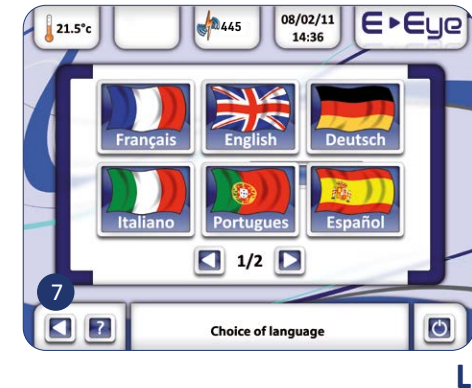 21.5°c
445
08/02/11
14:36
E▸Eye
Français English Deutsch
Italiano Portugues Español
1/2
7
?
Choice of language
L